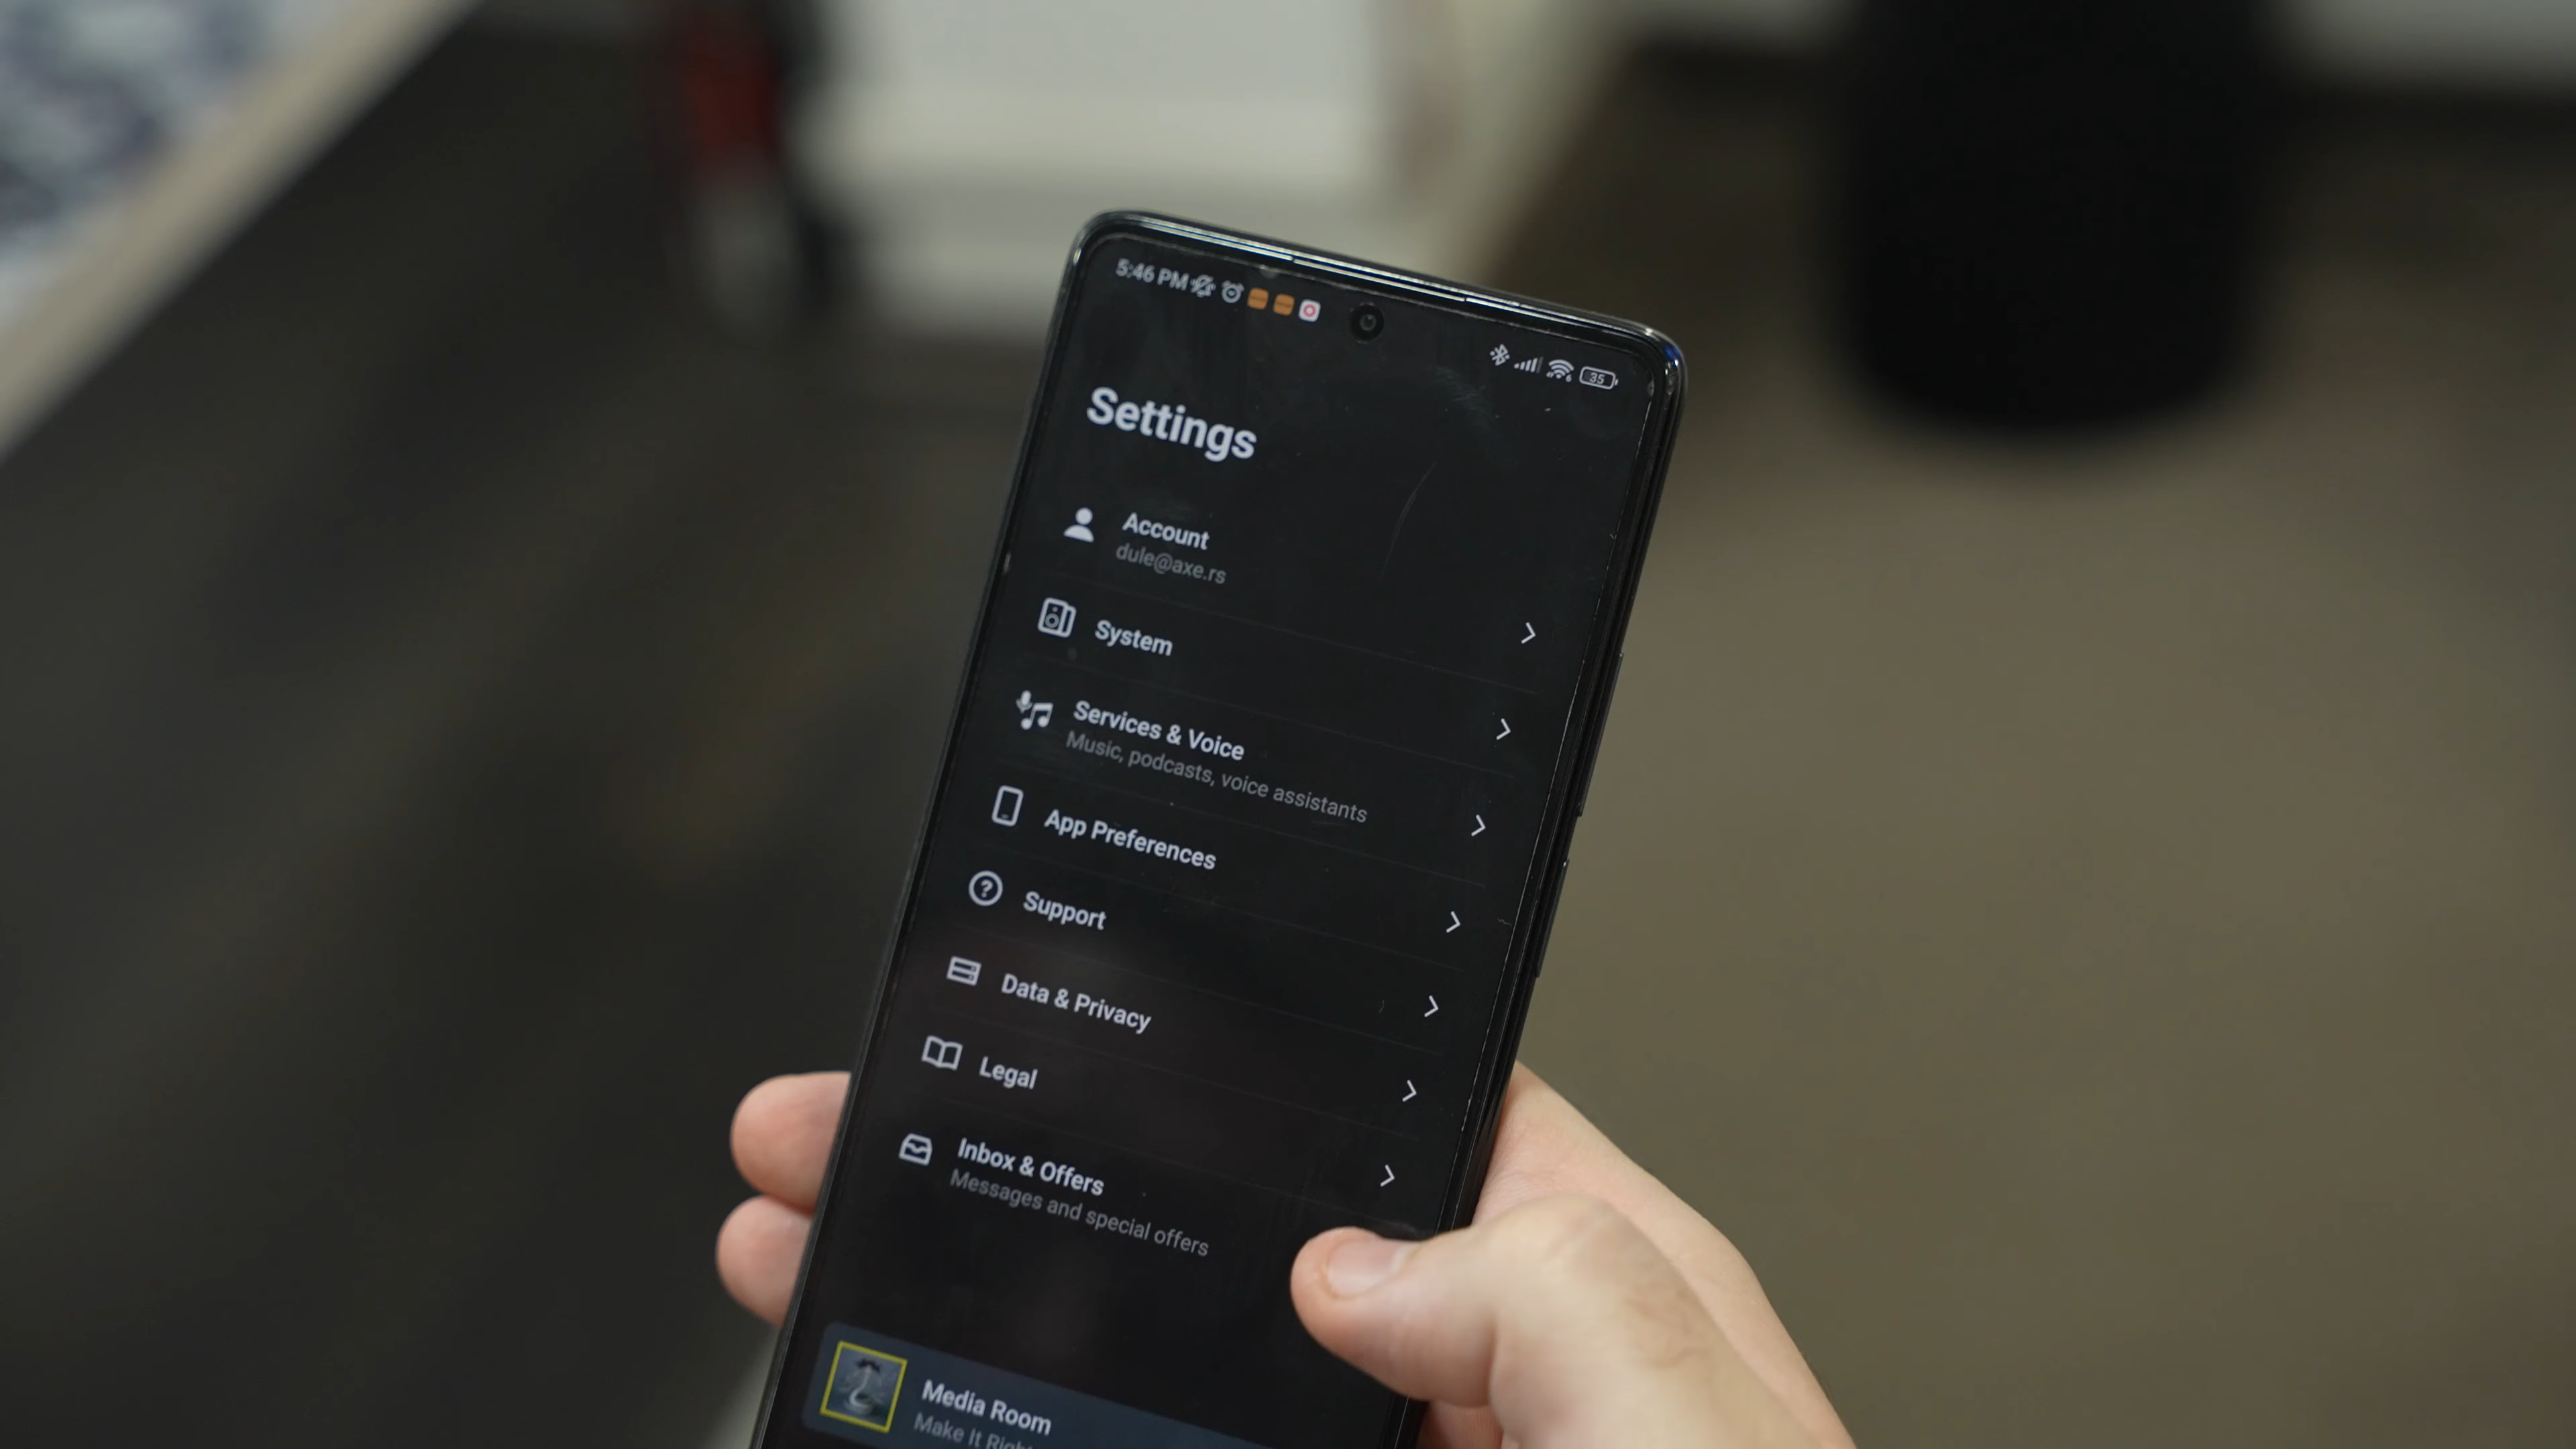 5:46 PM
35
Settings
Account
dule@axe.rs
System
Services & Voice
Music, podcasts, voice assistants
App Preferences
Support
Data & Privacy
Legal
Inbox & Offers
Messages and special offers
Media Room
Make It Right